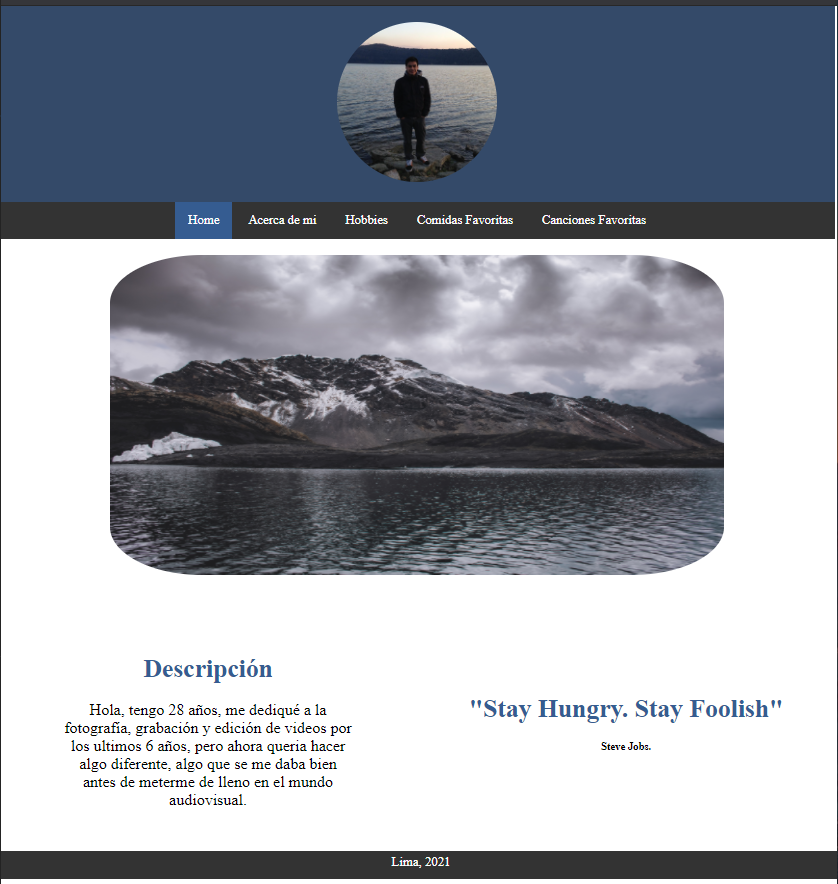 Home Acerca de mi Hobbies Comidas Favoritas Canciones Favoritas
Descripción
Hola, tengo 28 años, me dediqué a la
fotografía, grabación y edición de videos por
los ultimos 6 años, pero ahora queria hacer
algo diferente, algo que se me daba bien
antes de meterme de lleno en el mundo
audiovisual.
"Stay Hungry. Stay Foolish"
Steve Jobs.
Lima, 2021